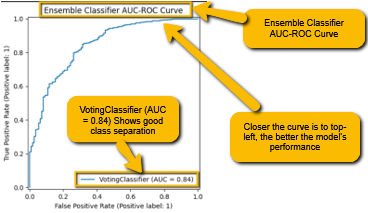 Ensemble Classifier AUC-ROC Curve
Ensemble Classifier
AUC-ROC Curve
1.0
0.8
0.6
0.4
0.2
0.0
True Positive Rate (Positive label: 1)
VotingClassifier (AUC
= 0.84) Shows good
class separation
Closer the curve is to top-
left, the better the model's
performance
VotingClassifier (AUC = 0.84)
0.0
0.2
0.4
0.6
0.8
1.0
False Positive Rate (Positive label: 1)